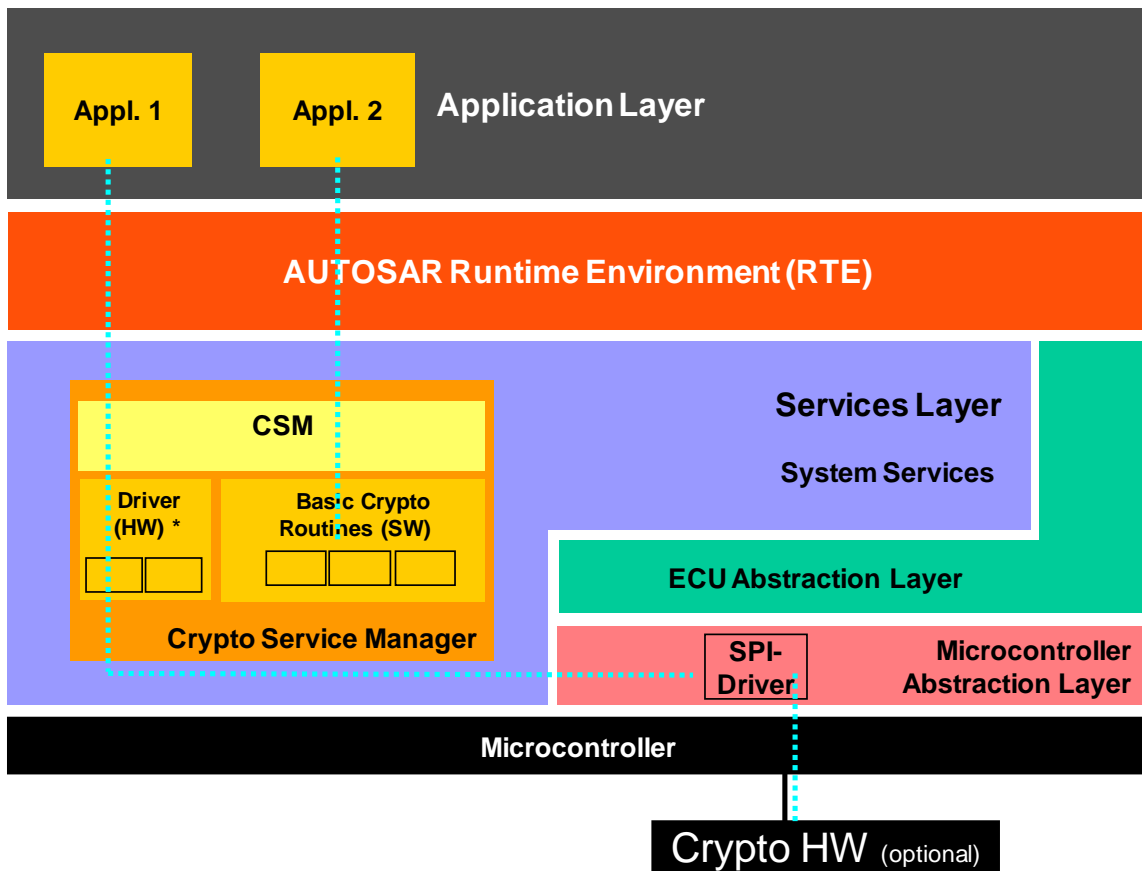 Appl. 1
Appl. 2
Application Layer
AUTOSAR Runtime Environment (RTE)
CSM
Driver
(HW) *
Basic Crypto
Routines (SW)
Crypto Service Manager
Services Layer
System Services
ECU Abstraction Layer
SPI-
Driver
Microcontroller
Abstraction Layer
Microcontroller
Crypto HW (optional)